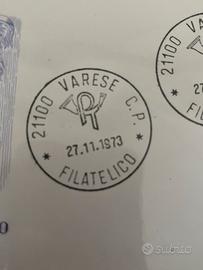 * 21100 VARESE C.P. *
27.11.1973
FILATELICO
subito